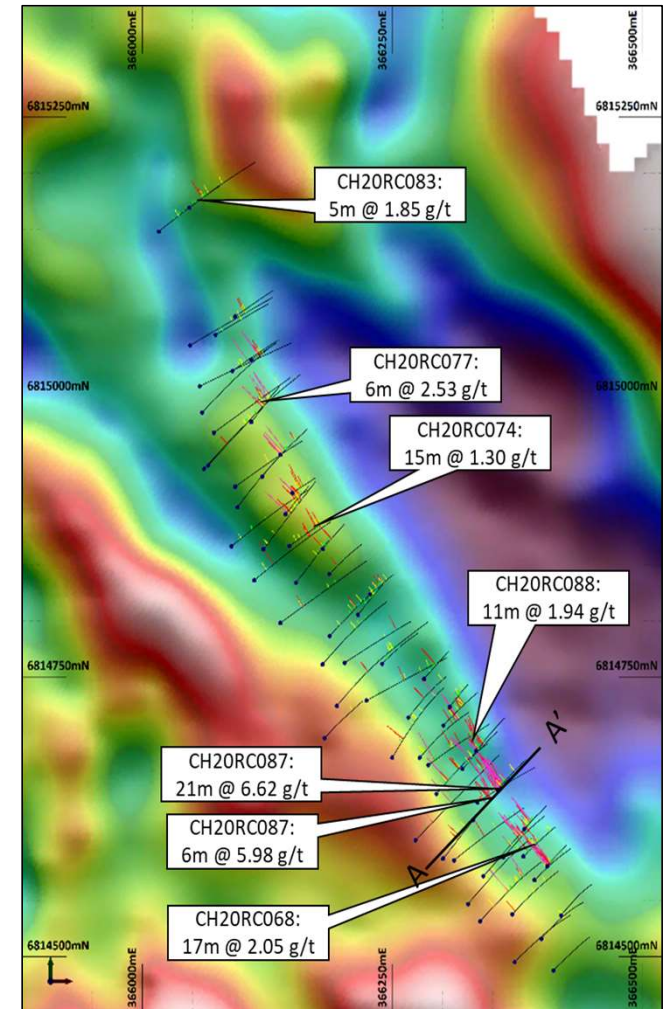 366000mE
366250mE
366500mE
6815250mN
6815250mN
CH20RC083:
5m @ 1.85 g/t
6815000mN
6815000mN
CH20RC077:
6m @ 2.53 g/t
CH20RC074:
15m @ 1.30 g/t
CH20RC088:
11m @ 1.94 g/t
6814750mN
6814750mN
A'
CH20RC087:
21m @ 6.62 g/t
CH20RC087:
6m @ 5.98 g/t
A
CH20RC068:
17m @ 2.05 g/t
6814500mN
6814500mN
366000mE
366250mE
366500mE